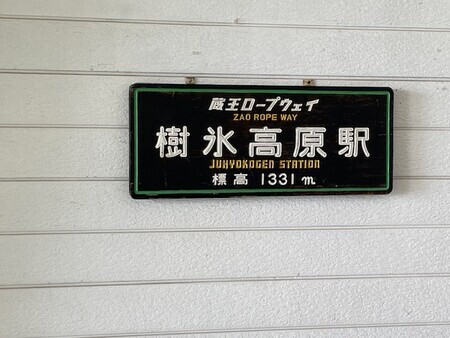 蔵王ロープウェイ
ZAO ROPE WAY
樹氷高原駅
JUHYOKOGEN STATION
標高 1331m